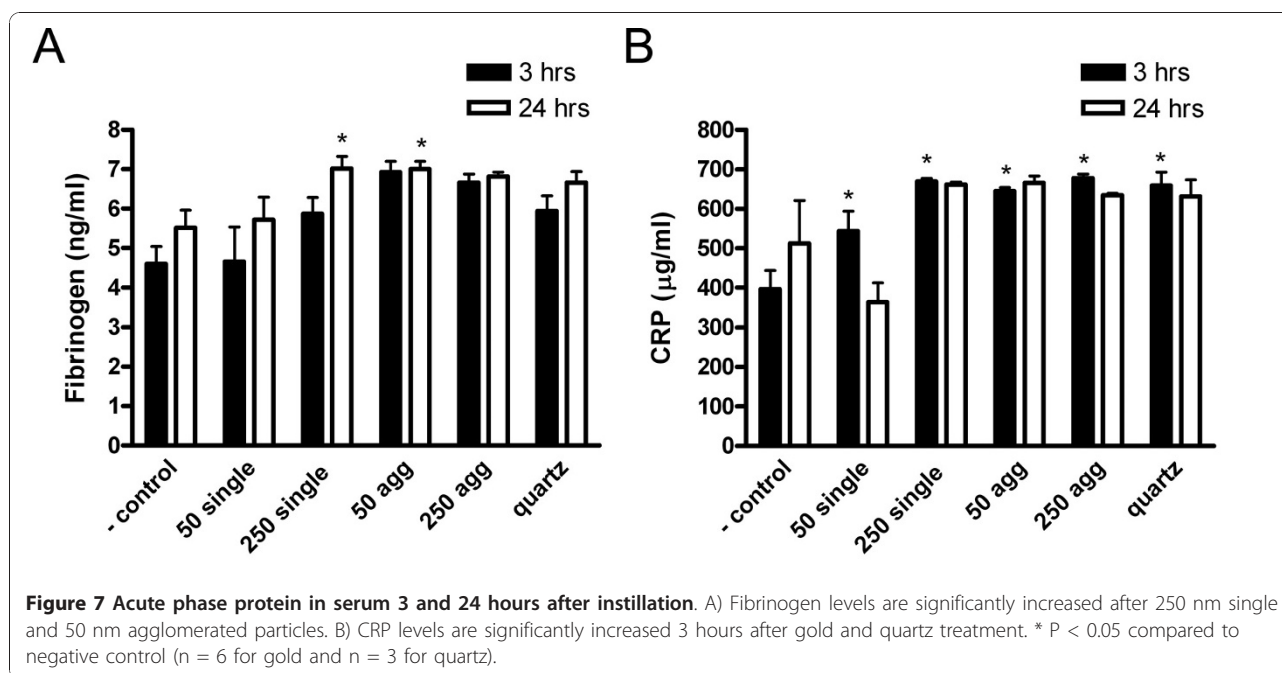 A
3 hrs
24 hrs
Fibrinogen (ng/ml)
8
7
6
5
4
3
2
1
0
*
*
- control
50 single
250 single
50 agg
250 agg
quartz
B
3 hrs
24 hrs
CRP (µg/ml)
800
700
600
500
400
300
200
100
0
*
*
*
*
*
- control
50 single
250 single
50 agg
250 agg
quartz
Figure 7 Acute phase protein in serum 3 and 24 hours after instillation. A) Fibrinogen levels are significantly increased after 250 nm single
and 50 nm agglomerated particles. B) CRP levels are significantly increased 3 hours after gold and quartz treatment. * P < 0.05 compared to
negative control (n = 6 for gold and n = 3 for quartz).